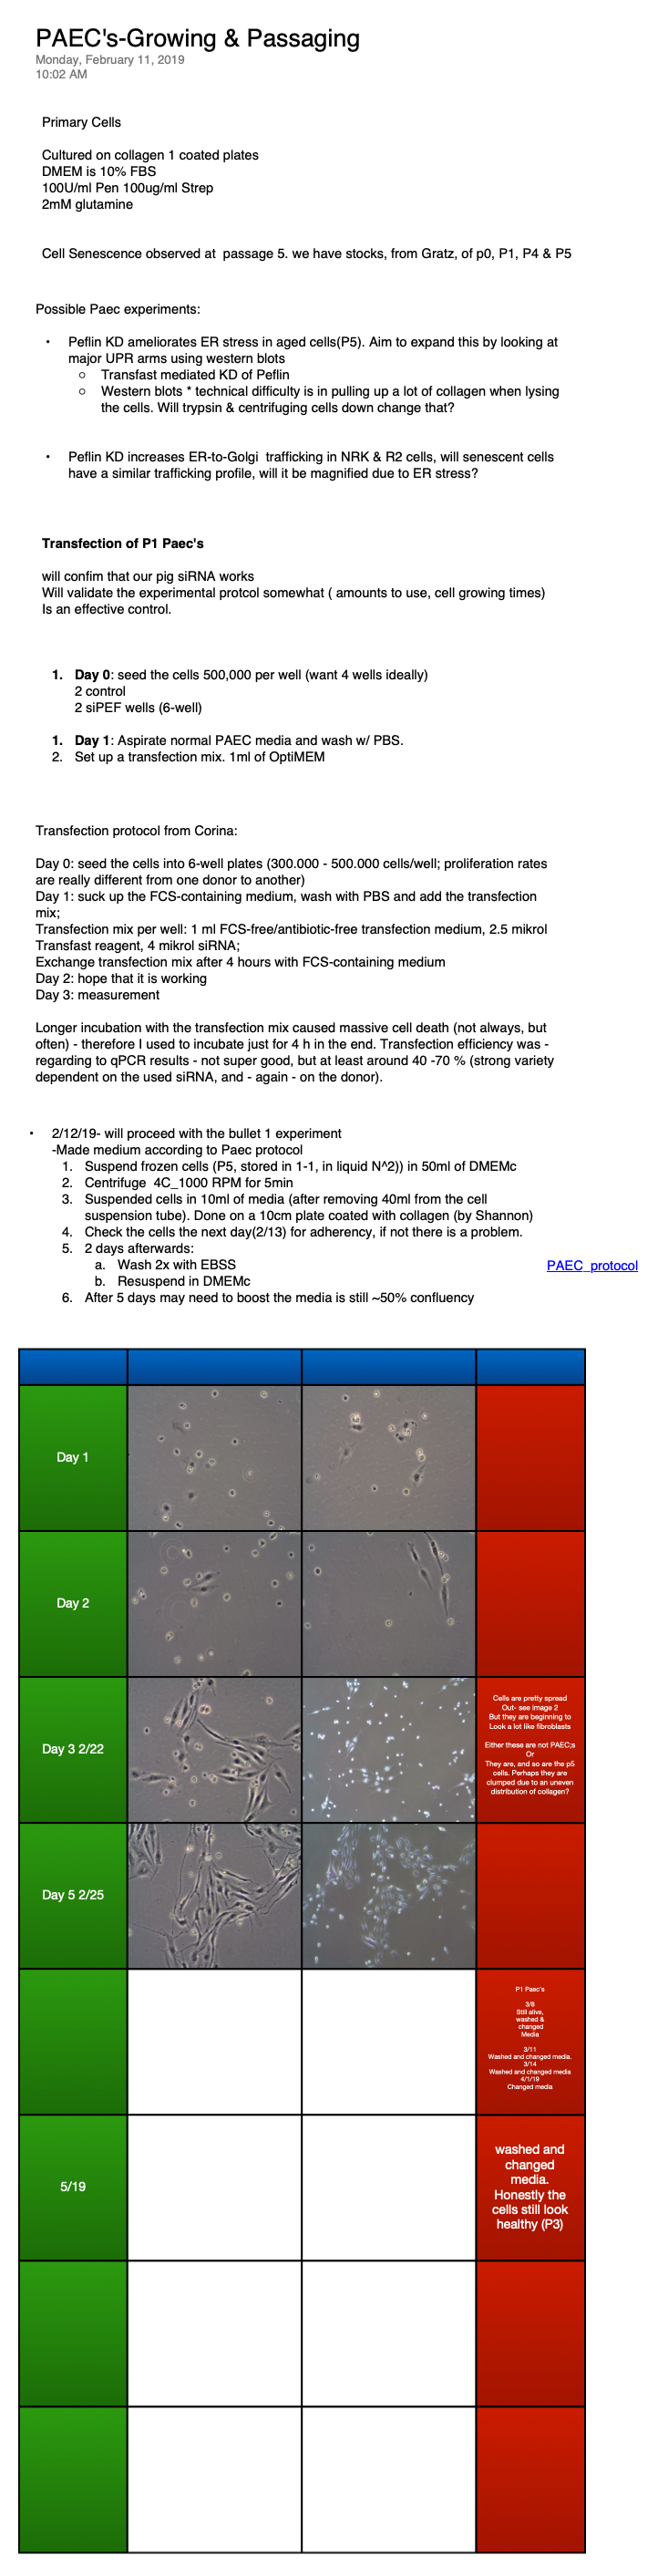 PAEC's-Growing & Passaging
Monday, February 11, 2019
10:02 AM
Primary Cells
Cultured on collagen 1 coated plates
DMEM is 10% FBS
100U/ml Pen 100ug/ml Strep
2mM glutamine
Cell Senescence observed at  passage 5. we have stocks, from Gratz, of p0, P1, P4 & P5
Possible Paec experiments:
• Peflin KD ameliorates ER stress in aged cells(P5). Aim to expand this by looking at
major UPR arms using western blots
○ Transfast mediated KD of Peflin
○ Western blots * technical difficulty is in pulling up a lot of collagen when lysing
the cells. Will trypsin & centrifuging cells down change that?
• Peflin KD increases ER-to-Golgi  trafficking in NRK & R2 cells, will senescent cells
have a similar trafficking profile, will it be magnified due to ER stress?
Transfection of P1 Paec's
will confim that our pig siRNA works
Will validate the experimental protcol somewhat ( amounts to use, cell growing times)
Is an effective control.
1. Day 0: seed the cells 500,000 per well (want 4 wells ideally)
2 control
2 siPEF wells (6-well)
1. Day 1: Aspirate normal PAEC media and wash w/ PBS.
2. Set up a transfection mix. 1ml of OptiMEM
Transfection protocol from Corina:
Day 0: seed the cells into 6-well plates (300.000 - 500.000 cells/well; proliferation rates
are really different from one donor to another)
Day 1: suck up the FCS-containing medium, wash with PBS and add the transfection
mix;
Transfection mix per well: 1 ml FCS-free/antibiotic-free transfection medium, 2.5 mikrol
Transfast reagent, 4 mikrol siRNA;
Exchange transfection mix after 4 hours with FCS-containing medium
Day 2: hope that it is working
Day 3: measurement
Longer incubation with the transfection mix caused massive cell death (not always, but
often) - therefore I used to incubate just for 4 h in the end. Transfection efficiency was -
regarding to qPCR results - not super good, but at least around 40 -70 % (strong variety
dependent on the used siRNA, and - again - on the donor).
• 2/12/19- will proceed with the bullet 1 experiment
-Made medium according to Paec protocol
1. Suspend frozen cells (P5, stored in 1-1, in liquid N^2)) in 50ml of DMEMc
2. Centrifuge  4C_1000 RPM for 5min
3. Suspended cells in 10ml of media (after removing 40ml from the cell
suspension tube). Done on a 10cm plate coated with collagen (by Shannon)
4. Check the cells the next day(2/13) for adherency, if not there is a problem.
5. 2 days afterwards:
a. Wash 2x with EBSS
PAEC_protocol
b. Resuspend in DMEMc
6. After 5 days may need to boost the media is still ~50% confluency
Day 1
Day 2
Day 3 2/22
Cells are pretty spread
Out- see image 2
But they are beginning to
Look a lot like fibroblasts
Either these are not PAEC;s
Or
They are, and so are the p5
cells. Perhaps they are
clumped due to an uneven
distribution of collagen?
Day 5 2/25
P1 Paec's
3/8
Still alive,
washed &
changed
Media
3/11
Washed and changed media.
3/14
Washed and changed media
4/1/19
Changed media
5/19
washed and
changed
media.
Honestly the
cells still look
healthy (P3)